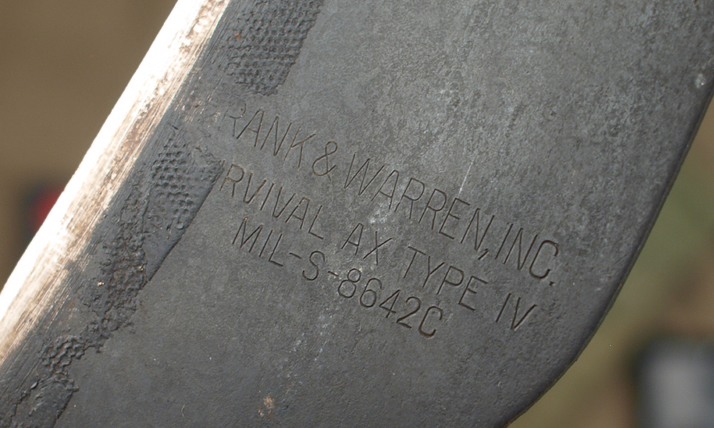 RANK & WARREN, INC.
RVIVAL AX TYPE IV
MIL-S-8642C